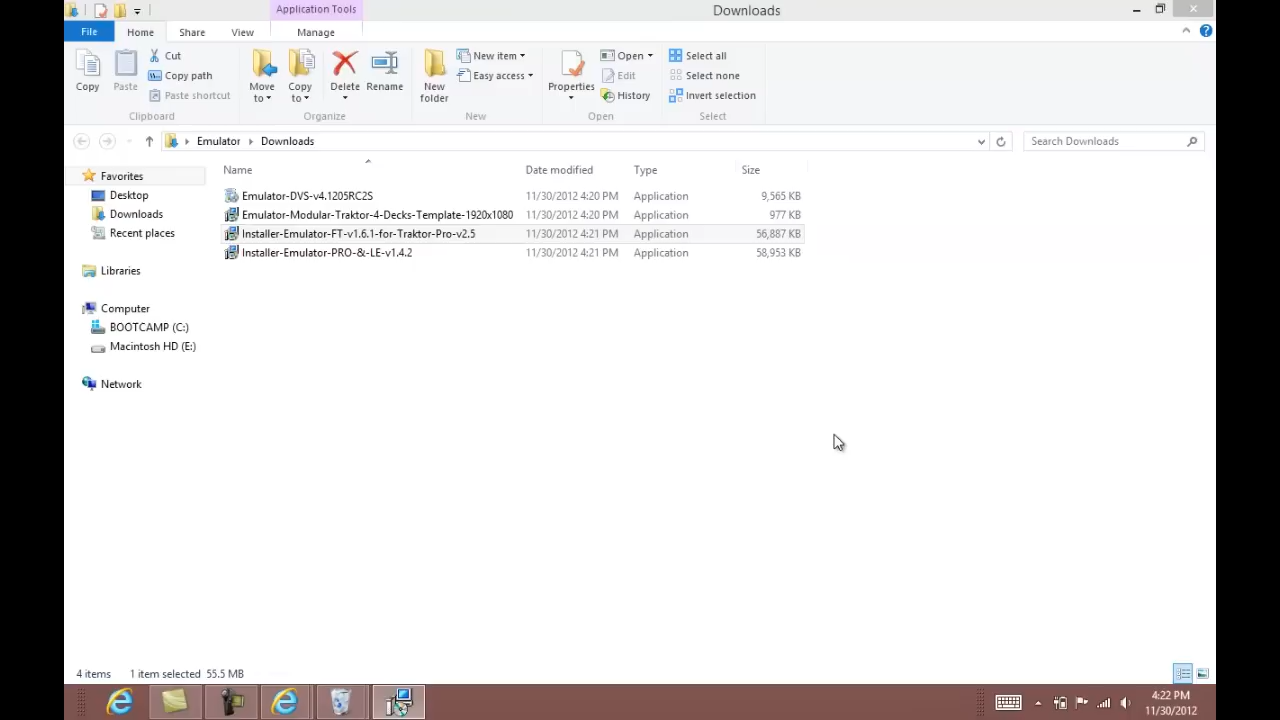 Application Tools
Downloads
File Home Share View Manage
Copy
Paste
Cut
Copy path
Paste shortcut
Clipboard
Move to
Copy to
Delete
Rename
Organize
New folder
New item
Easy access
New
Properties
Open
Edit
History
Open
Select all
Select none
Invert selection
Select
Emulator Downloads
Search Downloads
Favorites
Desktop
Downloads
Recent places
Libraries
Computer
BOOTCAMP (C:)
Macintosh HD (E:)
Network
Name Date modified Type Size
Emulator-DVS-v4.1205RC2S 11/30/2012 4:20 PM Application 9,565 KB
Emulator-Modular-Traktor-4-Decks-Template-1920x1080 11/30/2012 4:20 PM Application 977 KB
Installer-Emulator-FT-v1.6.1-for-Traktor-Pro-v2.5 11/30/2012 4:21 PM Application 56,887 KB
Installer-Emulator-PRO-&-LE-v1.4.2 11/30/2012 4:21 PM Application 58,953 KB
4 items 1 item selected 55.5 MB
4:22 PM
11/30/2012